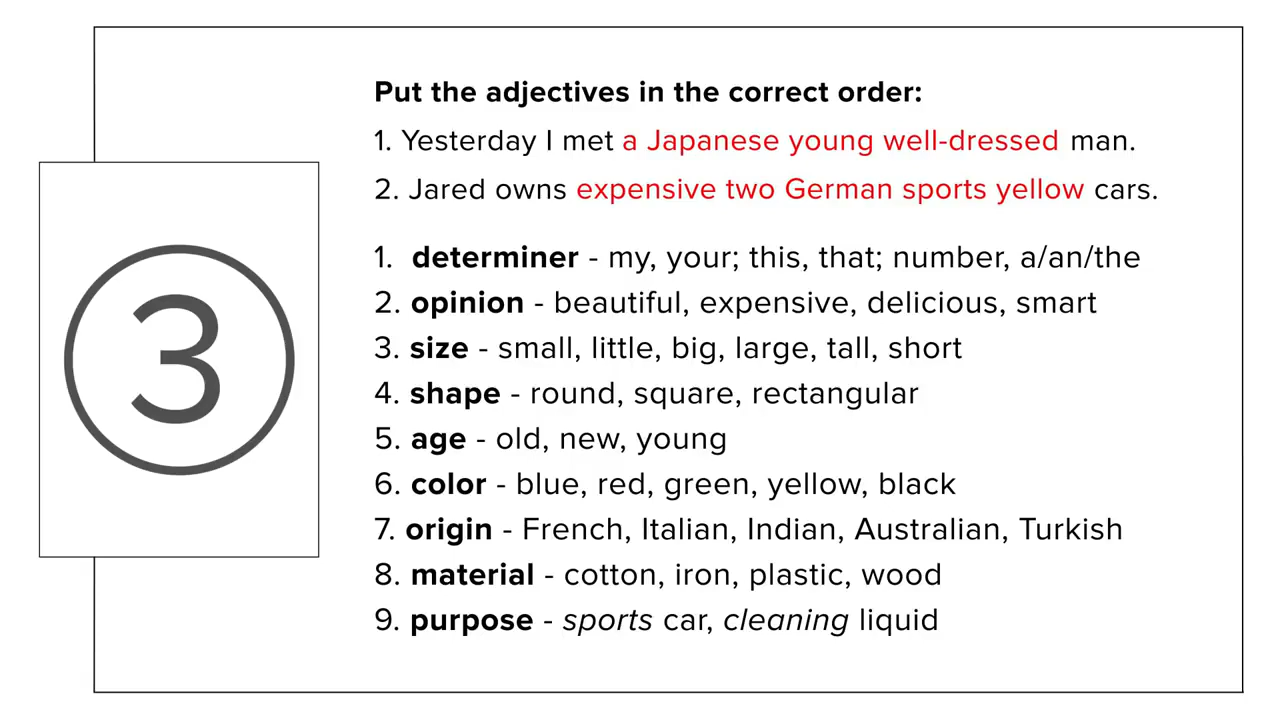 3
Put the adjectives in the correct order:
1. Yesterday I met a Japanese young well-dressed man.
2. Jared owns expensive two German sports yellow cars.
1. determiner - my, your; this, that; number, a/an/the
2. opinion - beautiful, expensive, delicious, smart
3. size - small, little, big, large, tall, short
4. shape - round, square, rectangular
5. age - old, new, young
6. color - blue, red, green, yellow, black
7. origin - French, Italian, Indian, Australian, Turkish
8. material - cotton, iron, plastic, wood
9. purpose - sports car, cleaning liquid